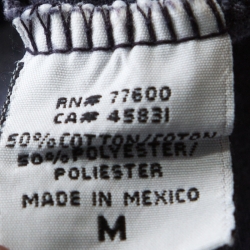 RN# 77600
CA# 45831
50% COTTON/COTON
50% POLYESTER/
POLIESTER
MADE IN MEXICO
M